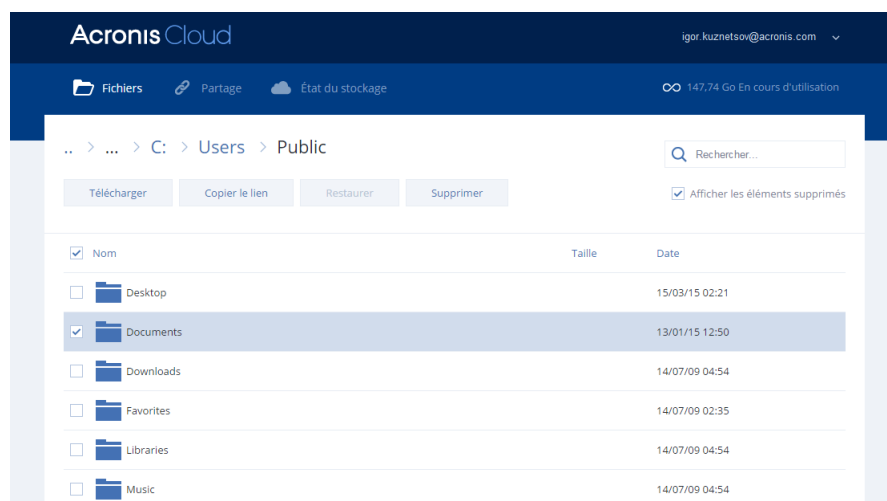 Acronis Cloud
igor.kuznetsov@acronis.com
Fichiers Partage État du stockage
147,74 Go En cours d'utilisation
.. > ... > C: > Users > Public
Rechercher...
Télécharger Copier le lien Restaurer Supprimer
Afficher les éléments supprimés
Nom Taille Date
Desktop 15/03/15 02:21
Documents 13/01/15 12:50
Downloads 14/07/09 04:54
Favorites 14/07/09 02:35
Libraries 14/07/09 04:54
Music 14/07/09 04:54